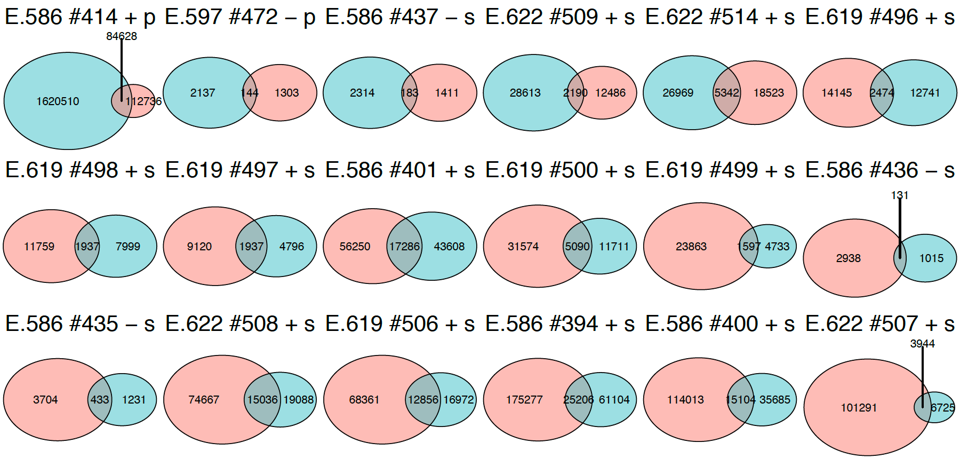 E.586 #414 + p E.597 #472 − p E.586 #437 − s E.622 #509 + s E.622 #514 + s E.619 #496 + s
84628
1620510 112736 2137 144 1303 2314 183 1411 28613 2190 12486 26969 5342 18523 14145 2474 12741
E.619 #498 + s E.619 #497 + s E.586 #401 + s E.619 #500 + s E.619 #499 + s E.586 #436 − s
131
11759 1937 7999 9120 1937 4796 56250 17286 43608 31574 5090 11711 23863 1597 4733 2938 1015
E.586 #435 − s E.622 #508 + s E.619 #506 + s E.586 #394 + s E.586 #400 + s E.622 #507 + s
3944
3704 433 1231 74667 15036 19088 68361 12856 16972 175277 25206 61104 114013 15104 35685 101291 6725